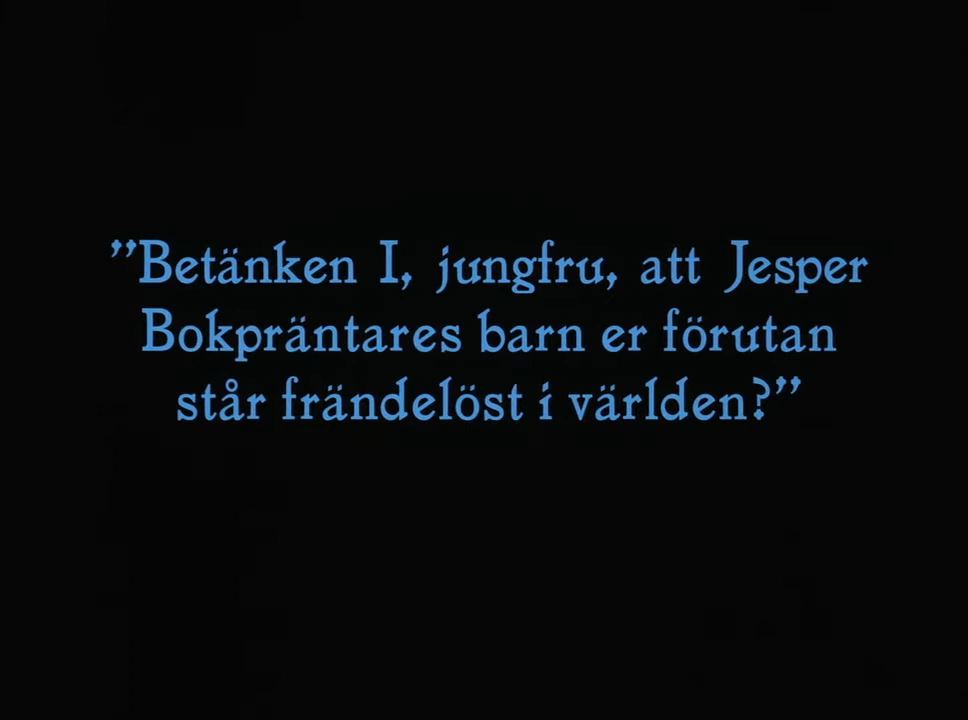 ”Betänken I, jungfru, att Jesper
Bokpräntares barn er förutan
står frändelöst i världen?”